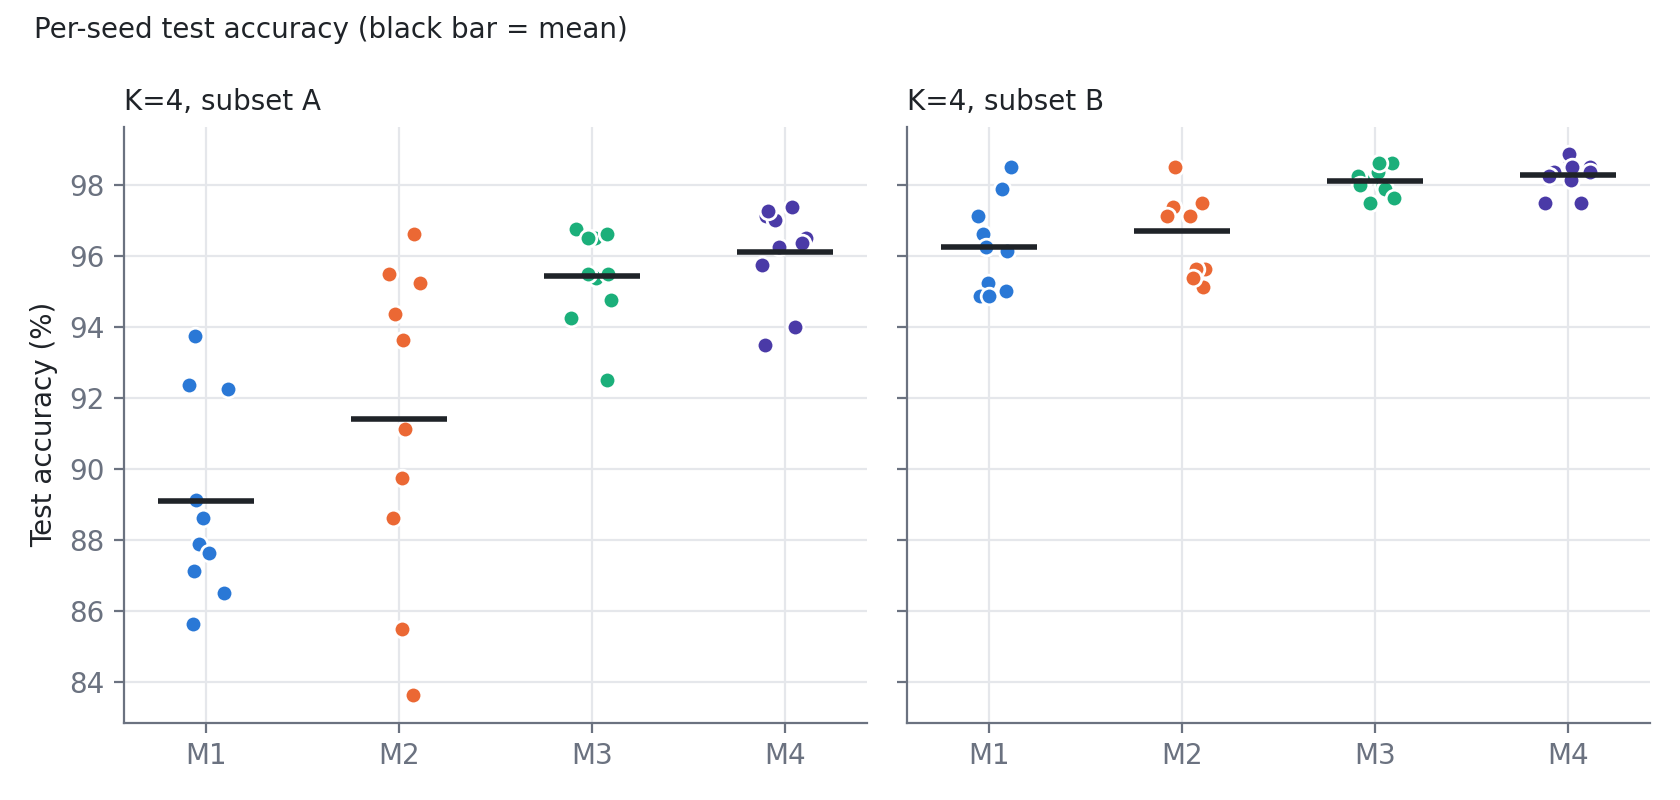 Per-seed test accuracy (black bar = mean)
K=4, subset A
K=4, subset B
Test accuracy (%)
98
96
94
92
90
88
86
84
M1 M2 M3 M4
M1 M2 M3 M4